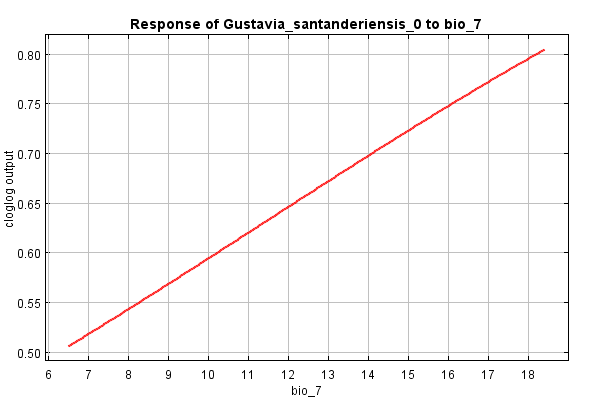 Response of Gustavia_santanderiensis_0 to bio_7
cloglog output
0.80
0.75
0.70
0.65
0.60
0.55
0.50
6 7 8 9 10 11 12 13 14 15 16 17 18
bio_7